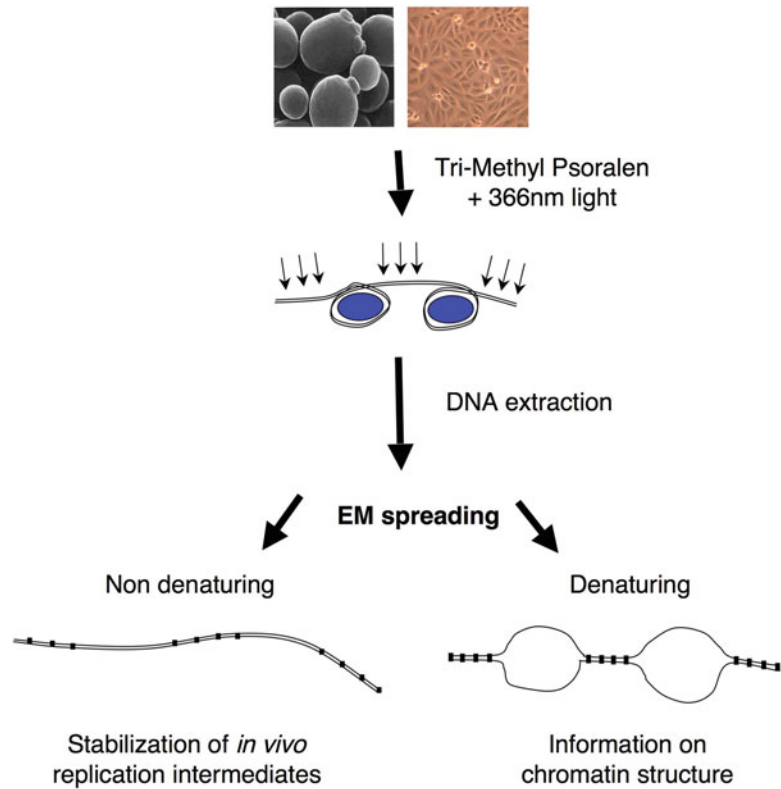 Tri-Methyl Psoralen
+ 366nm light
DNA extraction
EM spreading
Non denaturing
Denaturing
Stabilization of in vivo
replication intermediates
Information on
chromatin structure